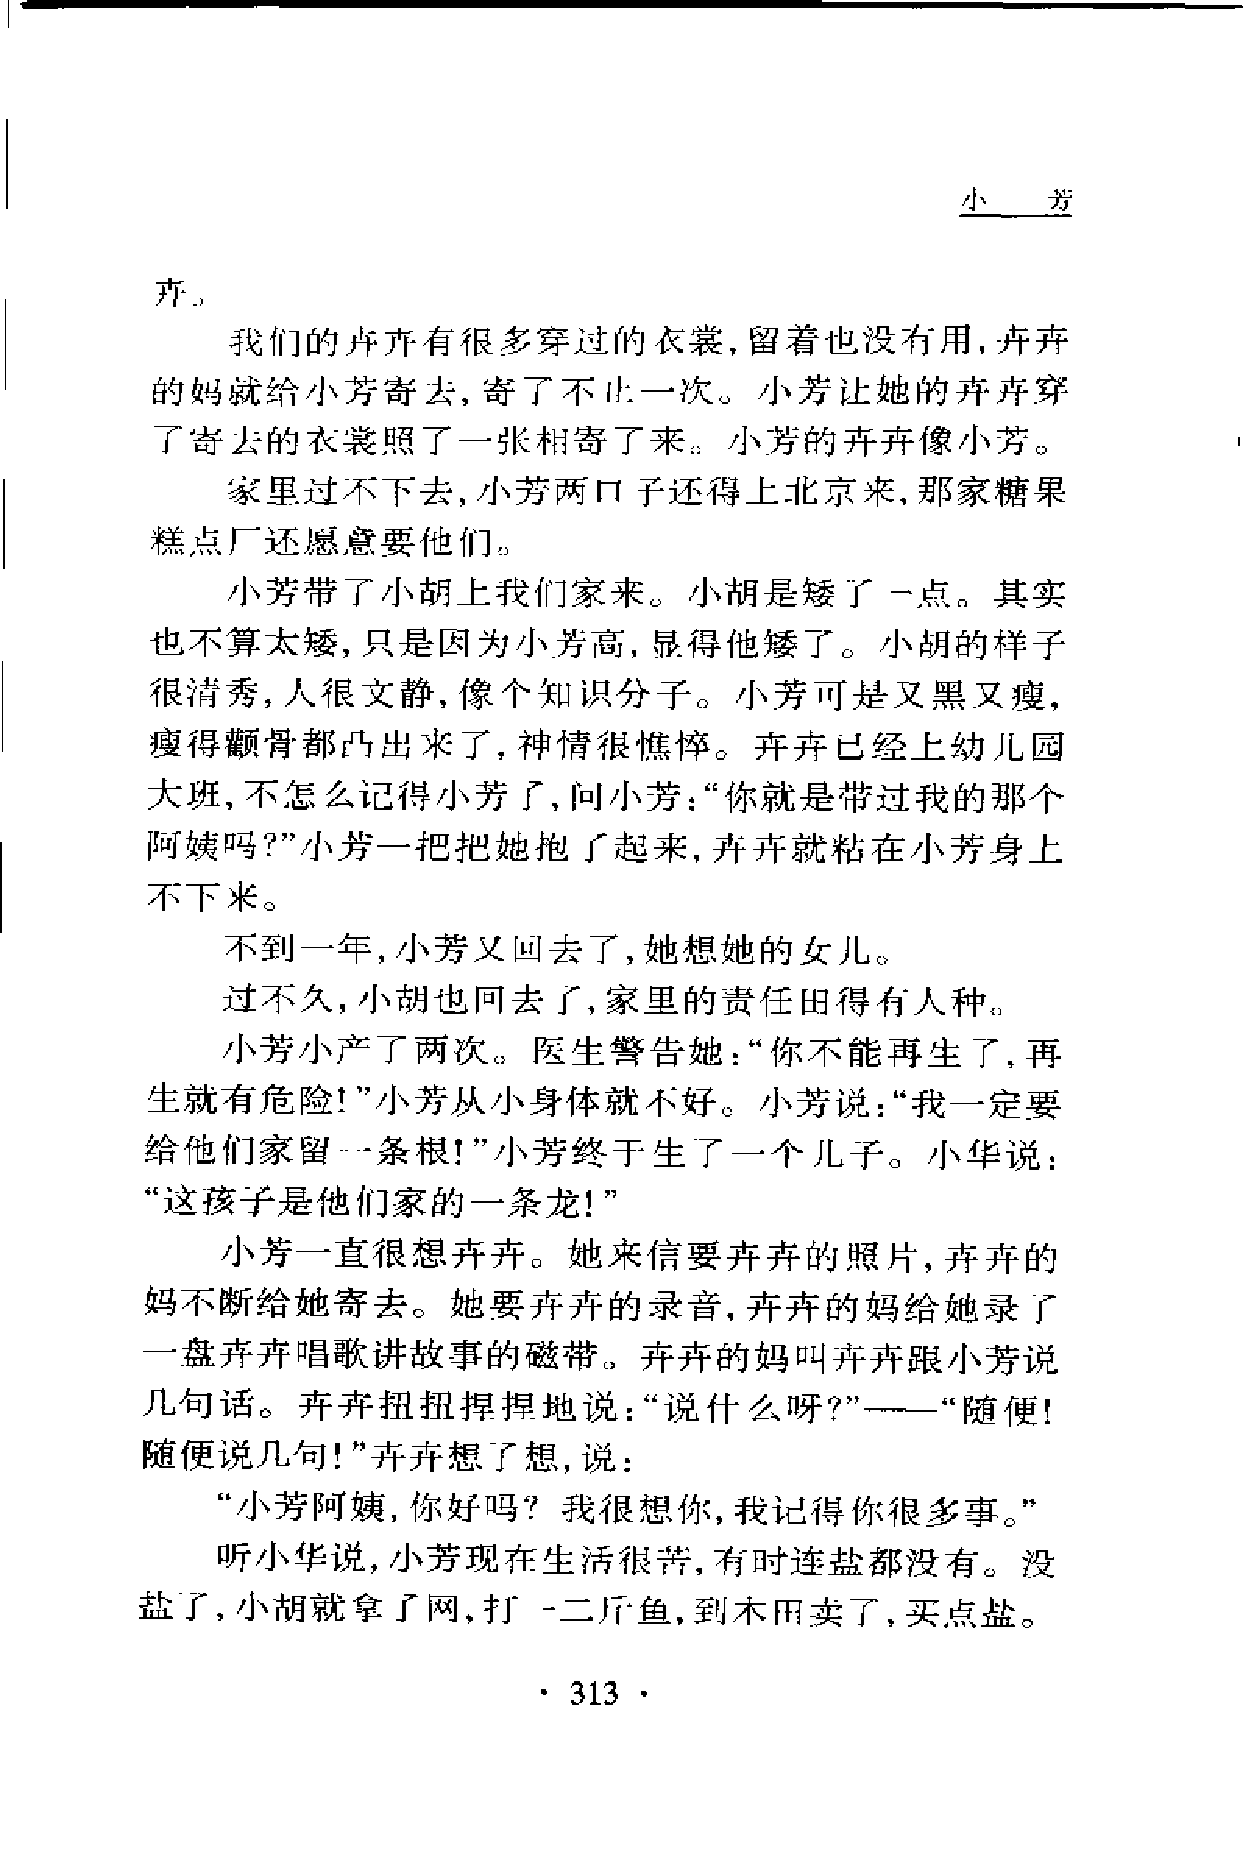 小 芳
卉。
我们的卉卉有很多穿过的衣裳,留着也没有用,卉卉
的妈就给小芳寄去,寄了不止一次。小芳让她的卉卉穿
了寄去的衣裳照了一张相寄了来。小芳的卉卉像小芳。
家里过不下去,小芳两口子还得上北京来,那家糖果
糕点厂还愿意要他们。
小芳带了小胡上我们家来。小胡是矮了一点。其实
也不算太矮,只是因为小芳高,显得他矮了。小胡的样子
很清秀,人很文静,像个知识分子。小芳可是又黑又瘦,
瘦得颧骨都凸出来了,神情很憔悴。卉卉已经上幼儿园
大班,不怎么记得小芳了,问小芳:“你就是带过我的那个
阿姨吗?”小芳一把把她抱了起来,卉卉就粘在小芳身上
不下来。
不到一年,小芳又回去了,她想她的女儿。
过不久,小胡也回去了,家里的责任田得有人种。
小芳小产了两次。医生警告她:“你不能再生了,再
生就有危险!”小芳从小身体就不好。小芳说:“我一定要
给他们家留一条根!”小芳终于生了一个儿子。小华说:
“这孩子是他们家的一条龙!”
小芳一直很想卉卉。她来信要卉卉的照片,卉卉的
妈不断给她寄去。她要卉卉的录音,卉卉的妈给她录了
一盘卉卉唱歌讲故事的磁带。卉卉的妈叫卉卉跟小芳说
几句话。卉卉扭扭捏捏地说:“说什么呀?”——“随便!
随便说几句!”卉卉想了想,说:
“小芳阿姨,你好吗?我很想你,我记得你很多事。”
听小华说,小芳现在生活很苦,有时连盐都没有。没
盐了,小胡就拿了网,打一二斤鱼,到木田卖了,买点盐。
· 313 ·